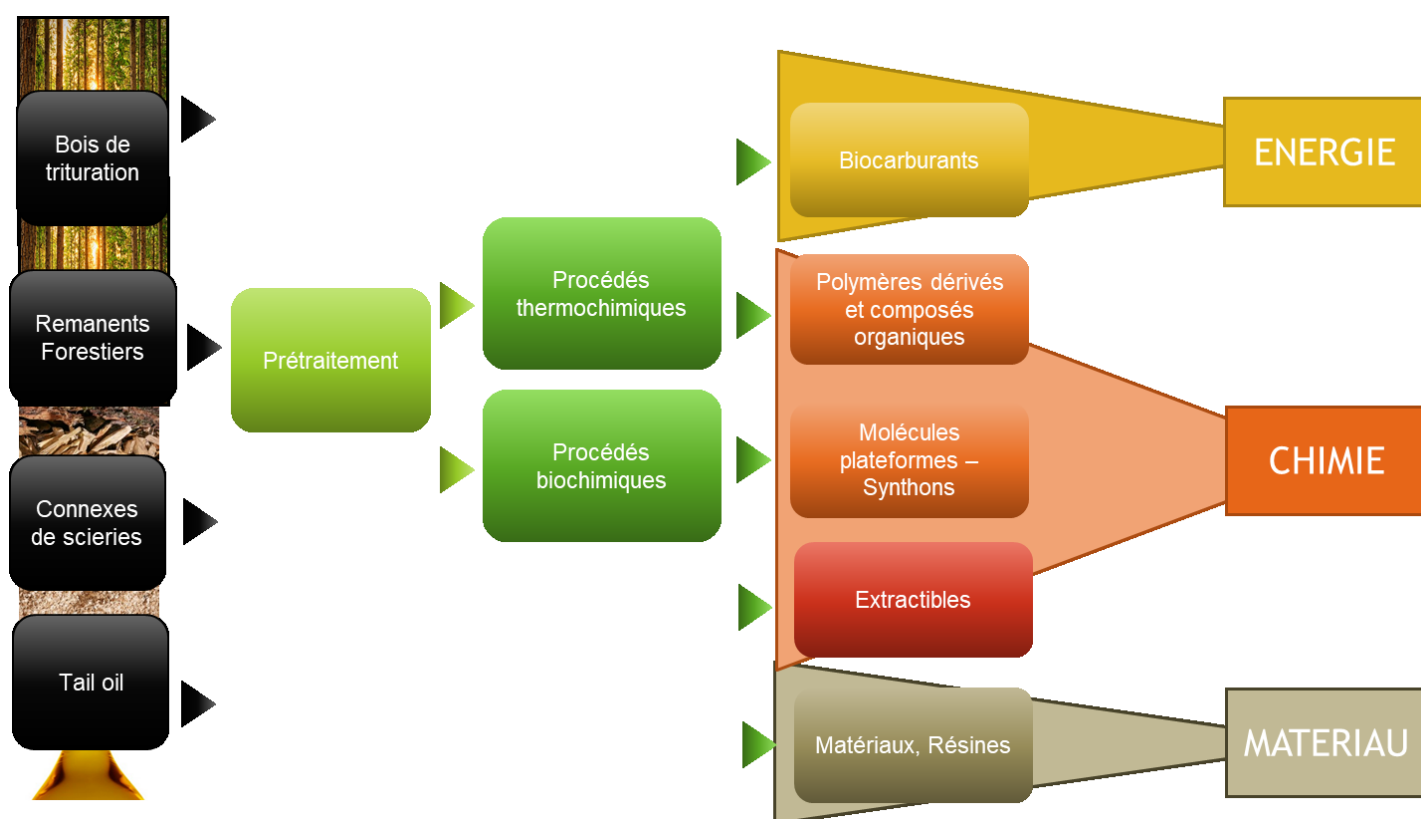 Bois de
trituration
Remanents
Forestiers
Connexes
de scieries
Tail oil
Prétraitement
Procédés
thermochimiques
Procédés
biochimiques
Biocarburants
Polymères dérivés
et composés
organiques
Molécules
plateformes –
Synthons
Extractibles
Matériaux, Résines
ENERGIE
CHIMIE
MATERIAU